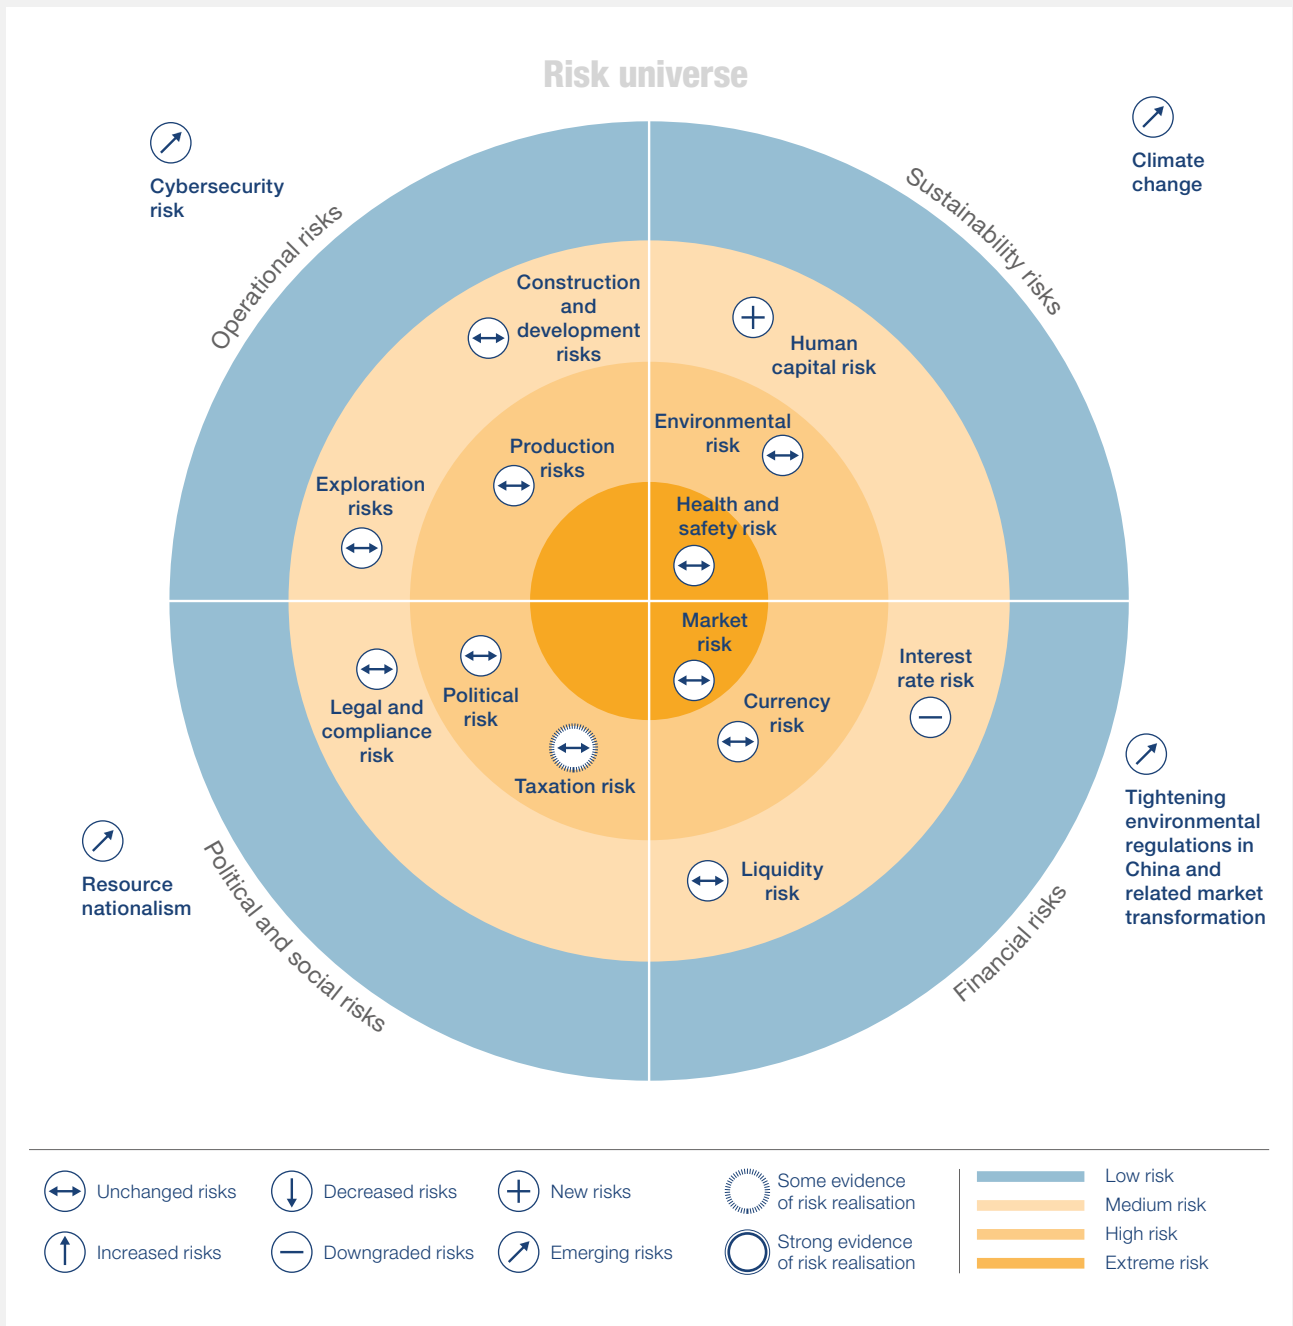 Risk universe
Cybersecurity
risk
Climate
change
Operational risks
Sustainability risks
Construction
and
development
risks
Human
capital risk
Production
risks
Environmental
risk
Exploration
risks
Health and
safety risk
Market
risk
Interest
rate risk
Legal and
compliance
risk
Political
risk
Currency
risk
Taxation risk
Tightening
environmental
regulations in
China and
related market
transformation
Resource
nationalism
Liquidity
risk
Political and social risks
Financial risks
Unchanged risks
Decreased risks
New risks
Some evidence
of risk realisation
Increased risks
Downgraded risks
Emerging risks
Strong evidence
of risk realisation
Low risk
Medium risk
High risk
Extreme risk